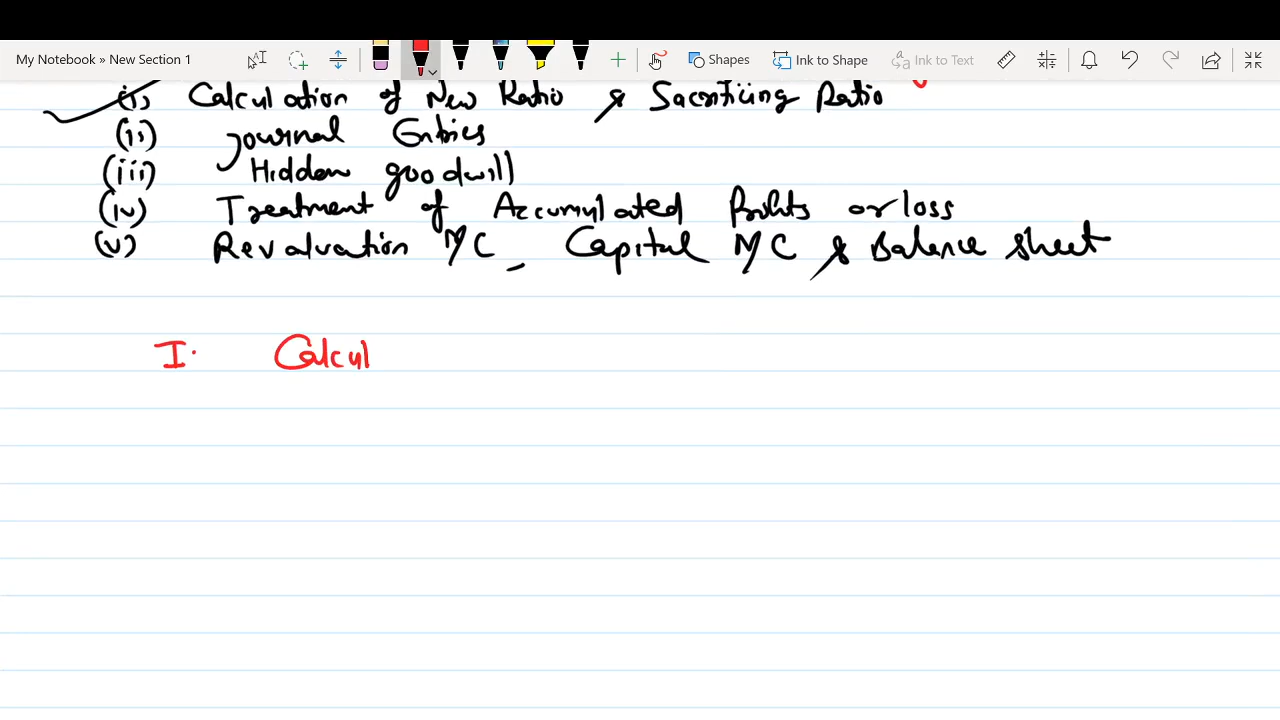 My Notebook » New Section 1
Shapes
Ink to Shape
Ink to Text
(i) Calculation of New Ratio & Sacrificing Ratio
(ii) Journal Entries
(iii) Hidden goodwill
(iv) Treatment of Accumulated Profits or loss
(v) Revaluation A/C, Capital A/C & Balance sheet
I. Calcul